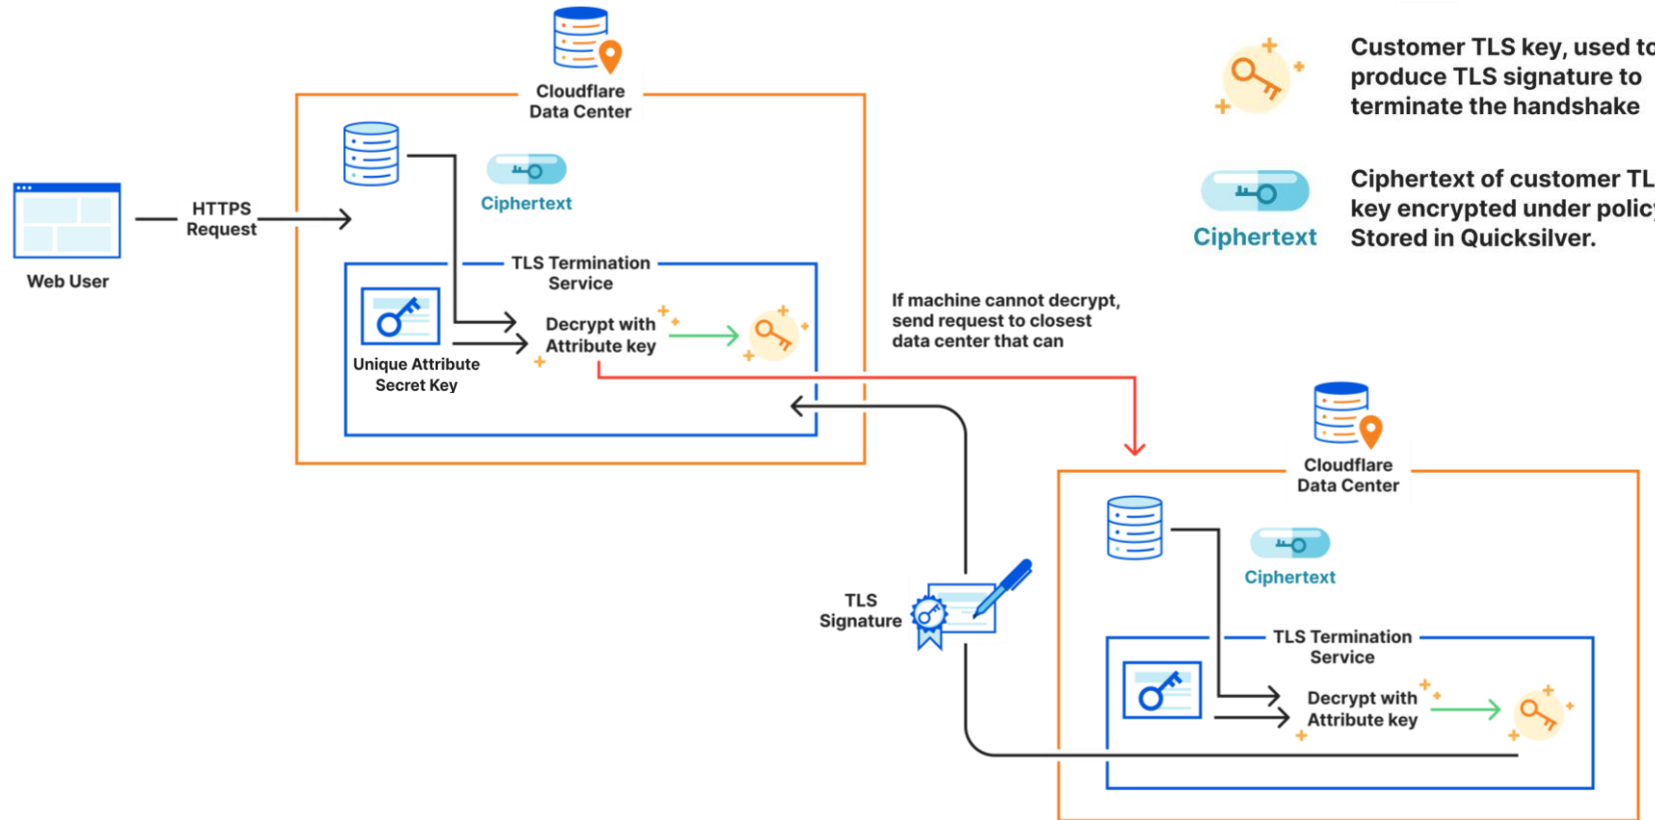 Cloudflare
Data Center
Customer TLS key, used to
produce TLS signature to
terminate the handshake
Ciphertext
Ciphertext of customer TL
key encrypted under policy
Stored in Quicksilver.
Ciphertext
HTTPS
Request
Web User
TLS Termination
Service
Decrypt with
Attribute key
Unique Attribute
Secret Key
If machine cannot decrypt,
send request to closest
data center that can
Cloudflare
Data Center
Ciphertext
TLS
Signature
TLS Termination
Service
Decrypt with
Attribute key